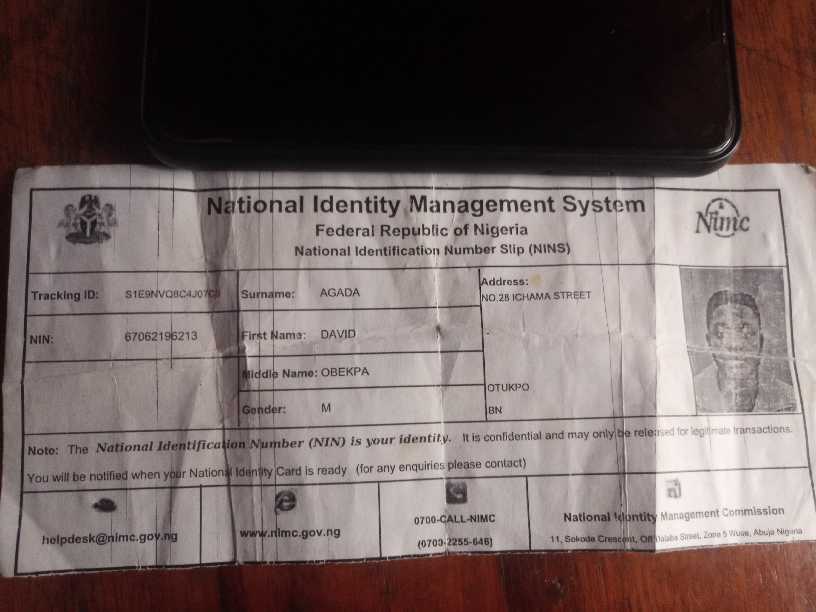 National Identity Management System
Federal Republic of Nigeria
National Identification Number Slip (NINS)
Nimc
Tracking ID: S1E9NVQ8C4J07
Surname: AGADA
Address:
NO.28 ICHAMA STREET
NIN: 67062196213
First Name: DAVID
Middle Name: OBEKPA
OTUKPO
Gender: M
BN
Note: The National Identification Number (NIN) is your identity. It is confidential and may only be released for legitimate transactions.
You will be notified when your National Identity Card is ready (for any enquiries please contact)
helpdesk@nimc.gov.ng
www.nimc.gov.ng
0700-CALL-NIMC
(0700-2255-646)
National Identity Management Commission
11, Sokode Crescent, Off Street, Zone 5 Wuse, Abuja Nigeria